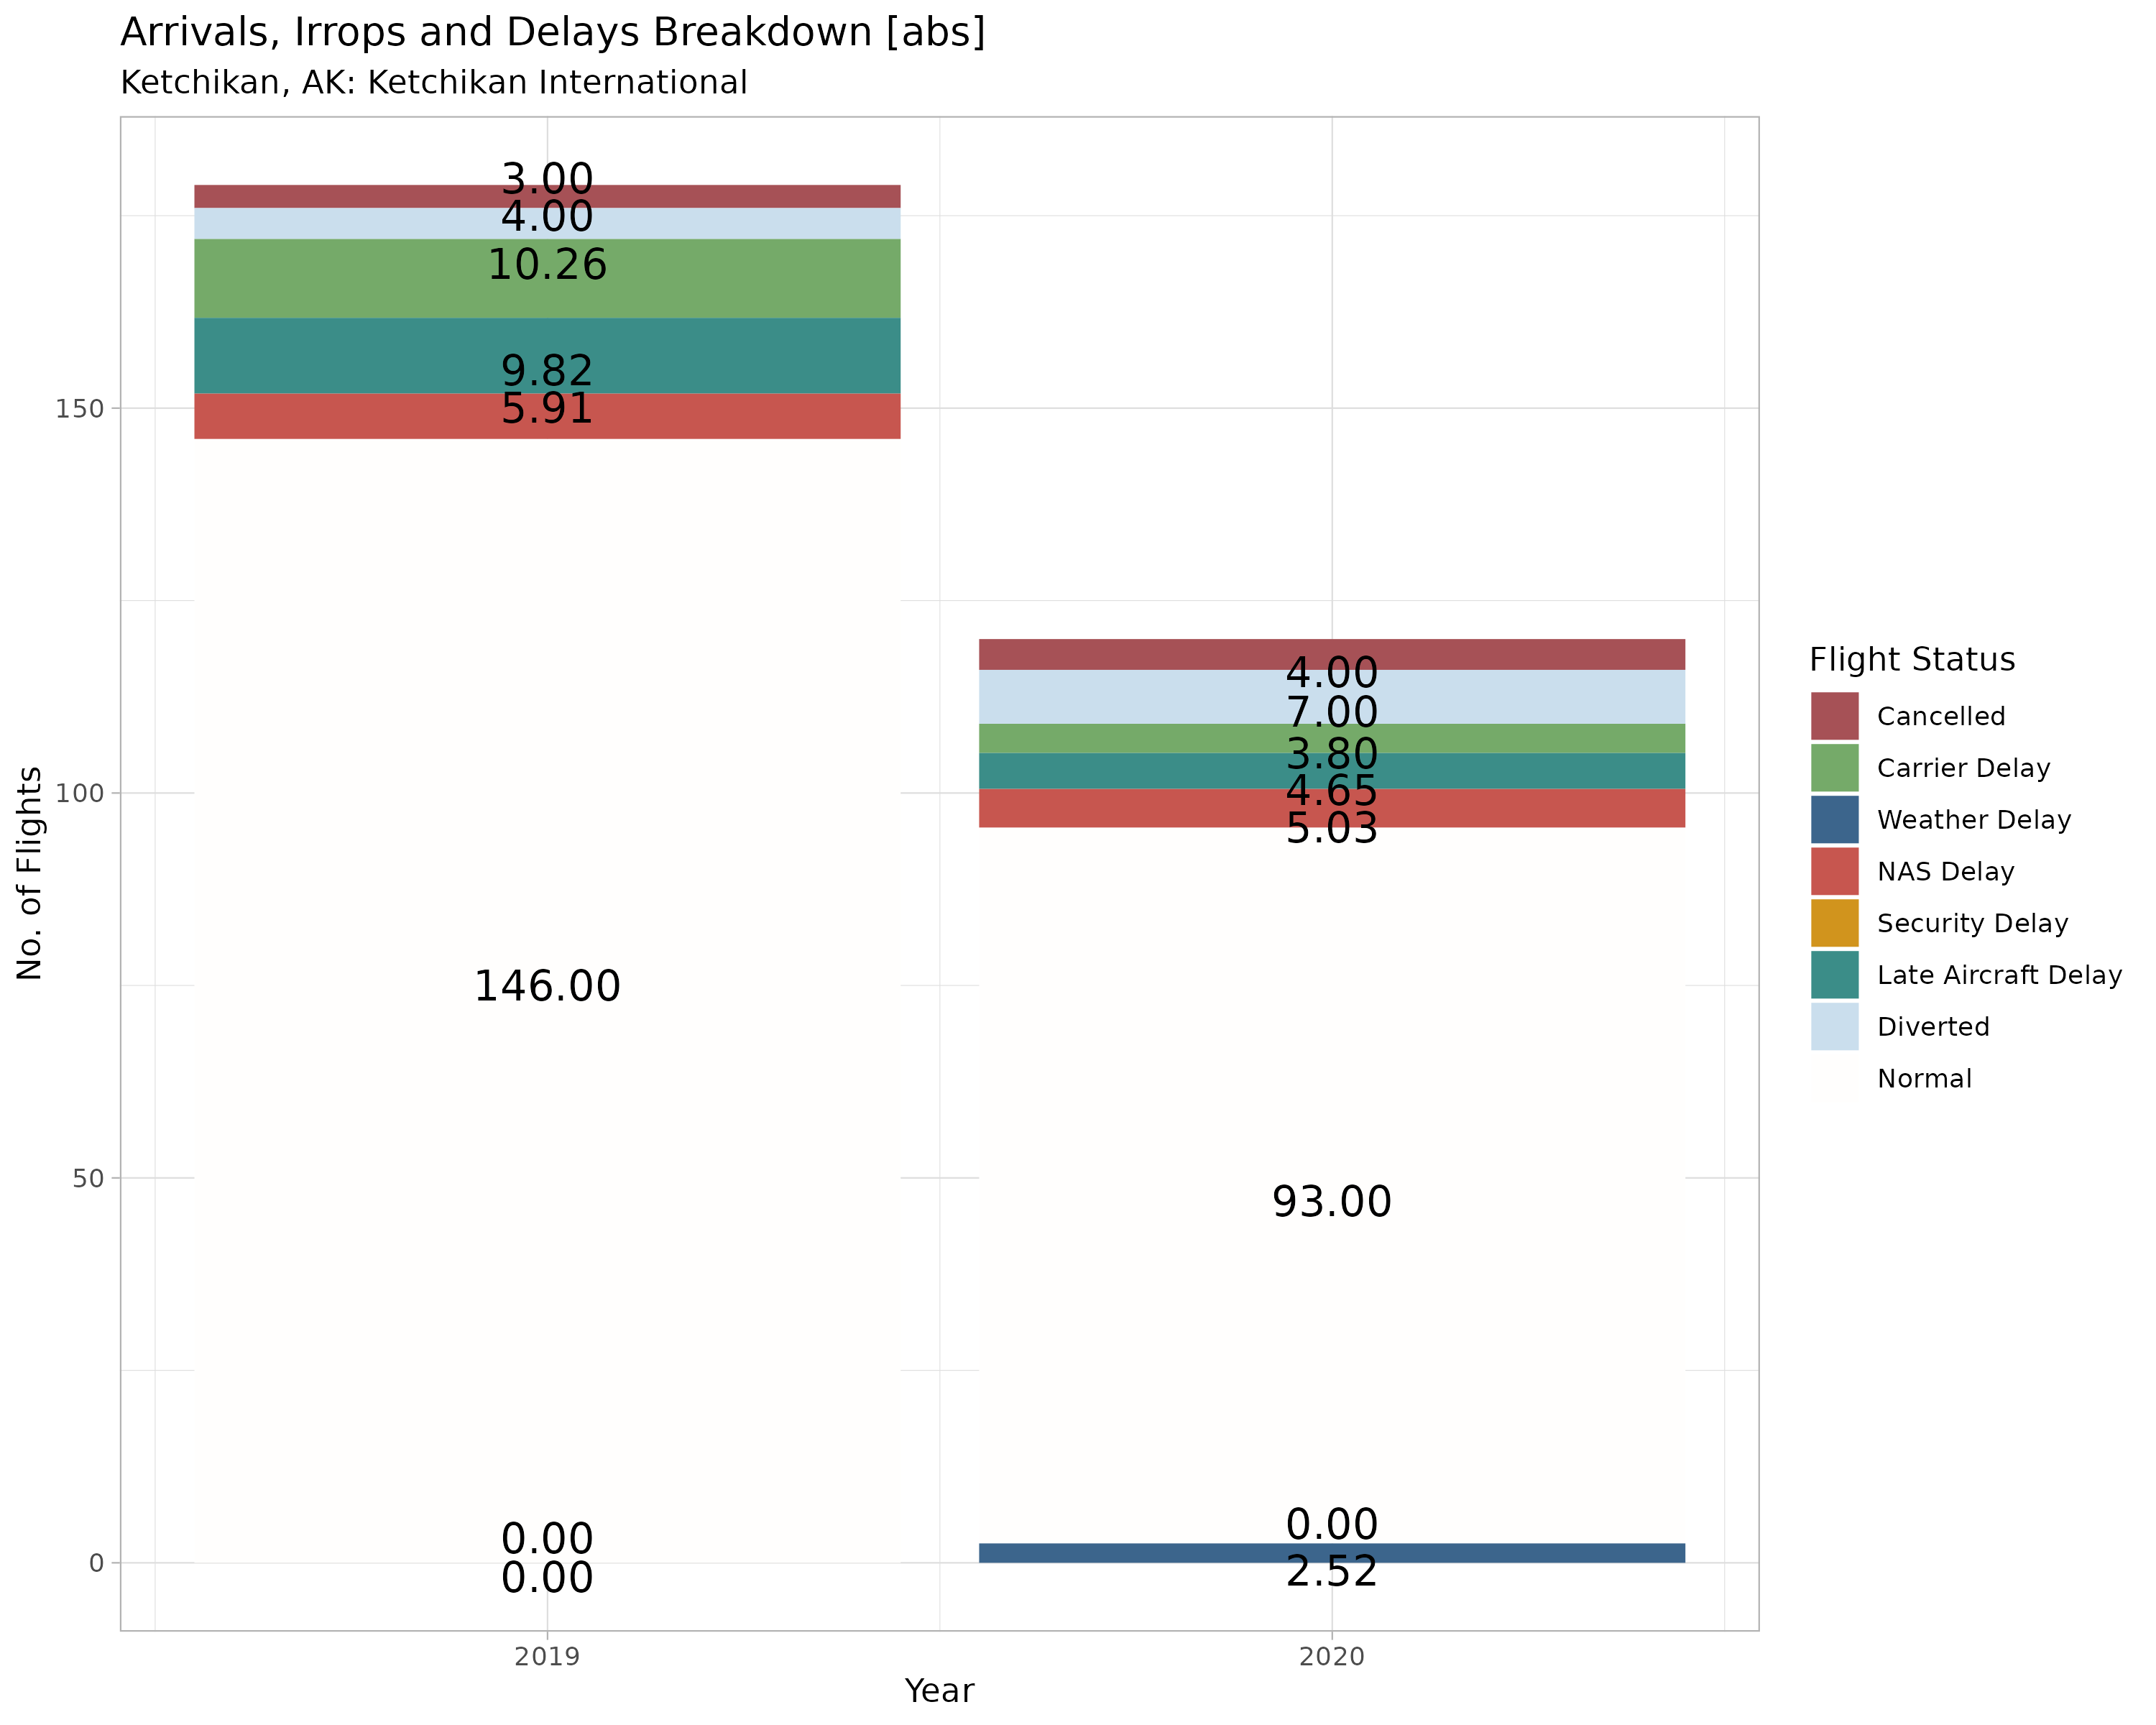 Arrivals, Irrops and Delays Breakdown [abs]
Ketchikan, AK: Ketchikan International
No. of Flights
150
100
50
0
3.00
4.00
10.26
9.82
5.91
146.00
0.00
0.00
4.00
7.00
3.80
4.65
5.03
93.00
0.00
2.52
2019
2020
Year
Flight Status
Cancelled
Carrier Delay
Weather Delay
NAS Delay
Security Delay
Late Aircraft Delay
Diverted
Normal